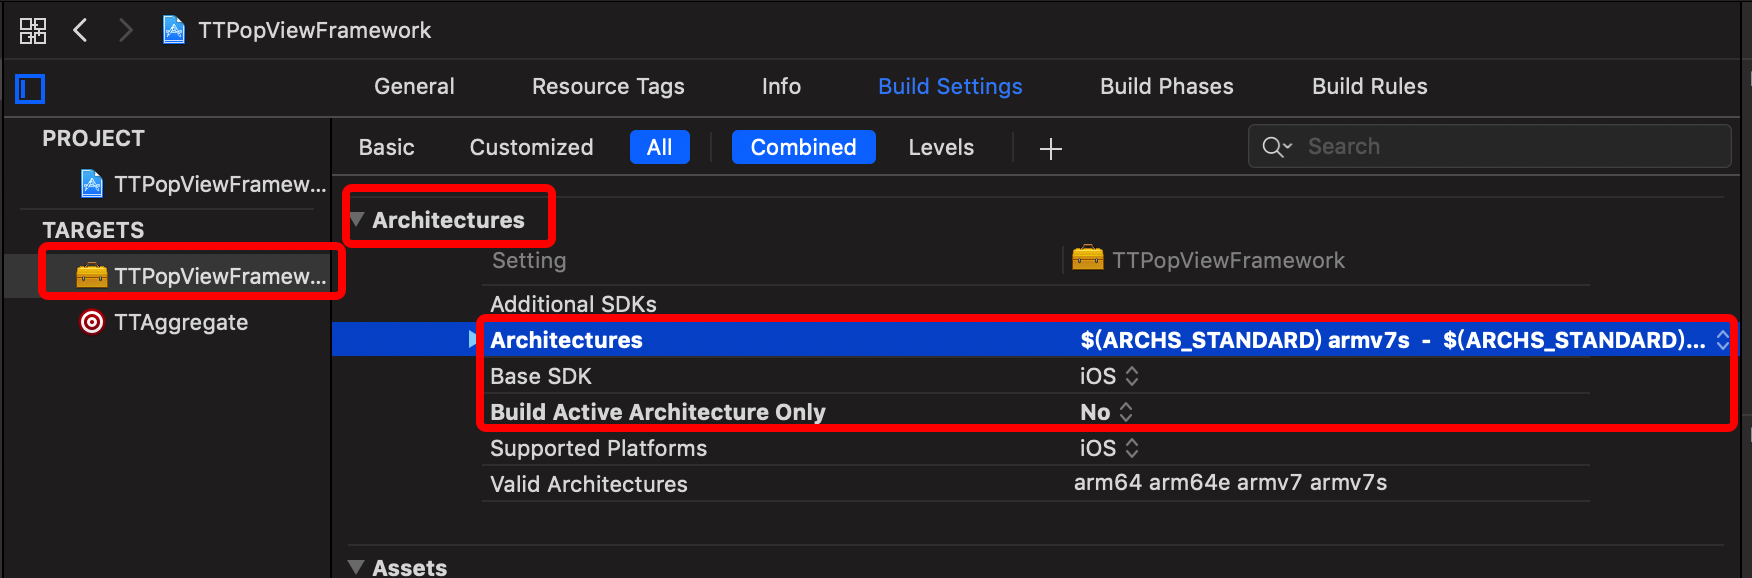 TTPopViewFramework
General Resource Tags Info Build Settings Build Phases Build Rules
PROJECT
TTPopViewFramew...
TARGETS
TTPopViewFramew...
TTAggregate
Basic Customized All Combined Levels Search
Architectures
Setting TTPopViewFramework
Additional SDKs
Architectures $(ARCHS_STANDARD) armv7s - $(ARCHS_STANDARD)...
Base SDK iOS
Build Active Architecture Only No
Supported Platforms iOS
Valid Architectures arm64 arm64e armv7 armv7s
Assets